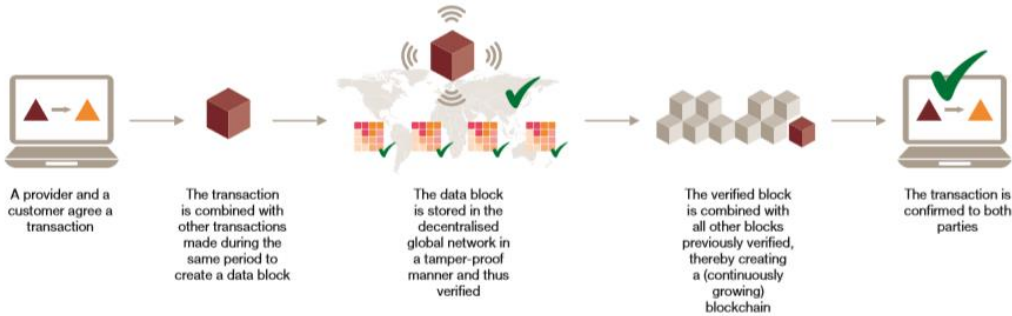 A provider and a
customer agree a
transaction
The transaction
is combined with
other transactions
made during the
same period to
create a data block
The data block
is stored in the
decentralised
global network in
a tamper-proof
manner and thus
verified
The verified block
is combined with
all other blocks
previously verified,
thereby creating
a (continuously
growing)
blockchain
The transaction is
confirmed to both
parties